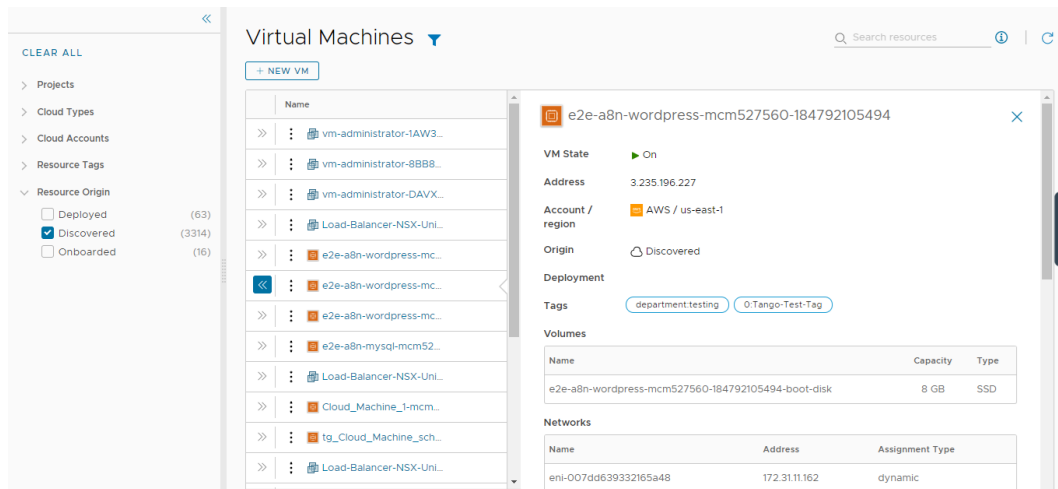 CLEAR ALL
Projects
Cloud Types
Cloud Accounts
Resource Tags
Resource Origin
Deployed (63)
Discovered (3314)
Onboarded (16)
Virtual Machines
Search resources
+ NEW VM
Name
vm-administrator-1AW3...
vm-administrator-8BB8...
vm-administrator-DAVX...
Load-Balancer-NSX-Uni...
e2e-a8n-wordpress-mc...
e2e-a8n-wordpress-mc...
e2e-a8n-wordpress-mc...
e2e-a8n-mysql-mcm52...
Load-Balancer-NSX-Uni...
Cloud_Machine_1-mcm...
tg_Cloud_Machine_sch...
Load-Balancer-NSX-Uni...
e2e-a8n-wordpress-mcm527560-184792105494
VM State On
Address 3.235.196.227
Account / region AWS / us-east-1
Origin Discovered
Deployment
Tags department:testing 0:Tango-Test-Tag
Volumes
Name Capacity Type
e2e-a8n-wordpress-mcm527560-184792105494-boot-disk 8 GB SSD
Networks
Name Address Assignment Type
eni-007dd639332165a48 172.31.11.162 dynamic